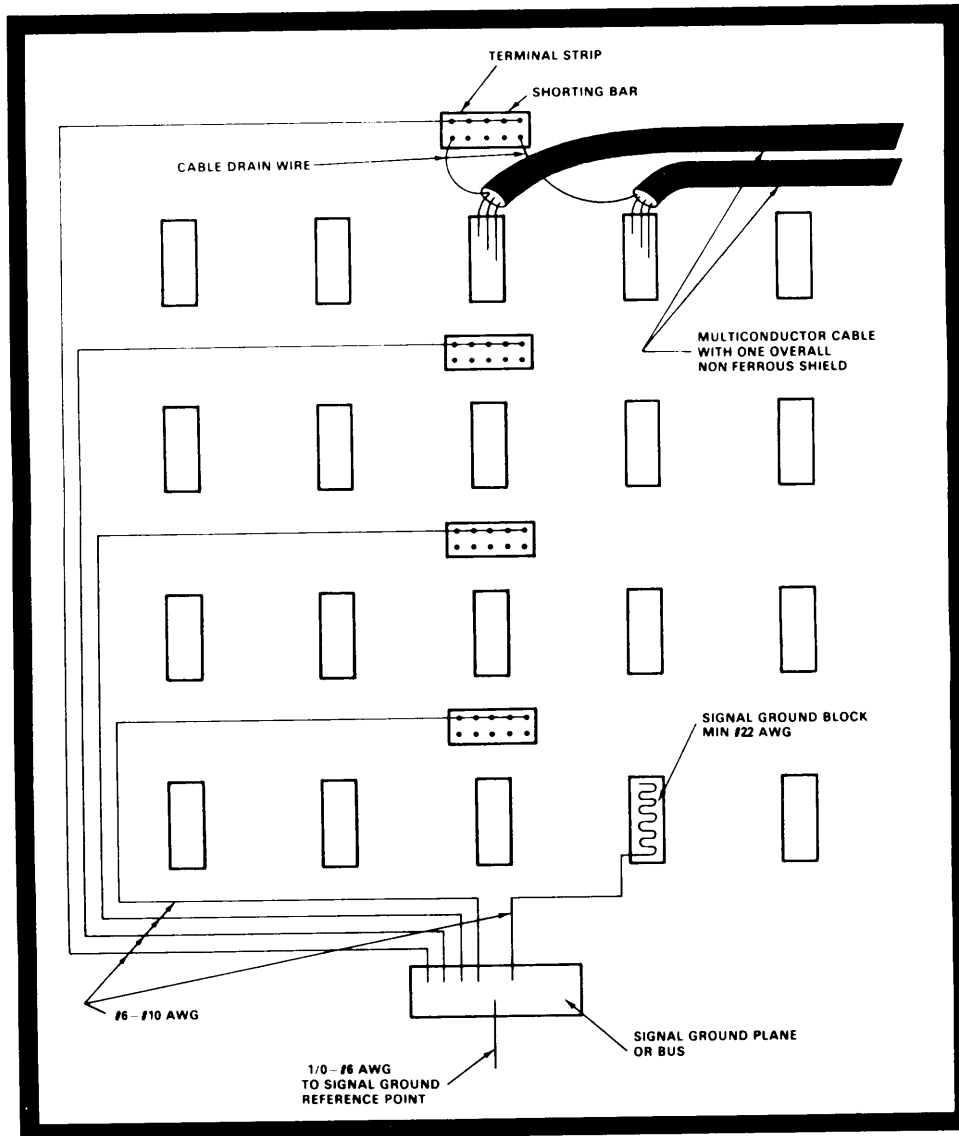 TERMINAL STRIP
SHORTING BAR
CABLE DRAIN WIRE
MULTICONDUCTOR CABLE
WITH ONE OVERALL
NON FERROUS SHIELD
SIGNAL GROUND BLOCK
MIN #22 AWG
#6-#10 AWG
SIGNAL GROUND PLANE
OR BUS
1/0-#6 AWG
TO SIGNAL GROUND
REFERENCE POINT